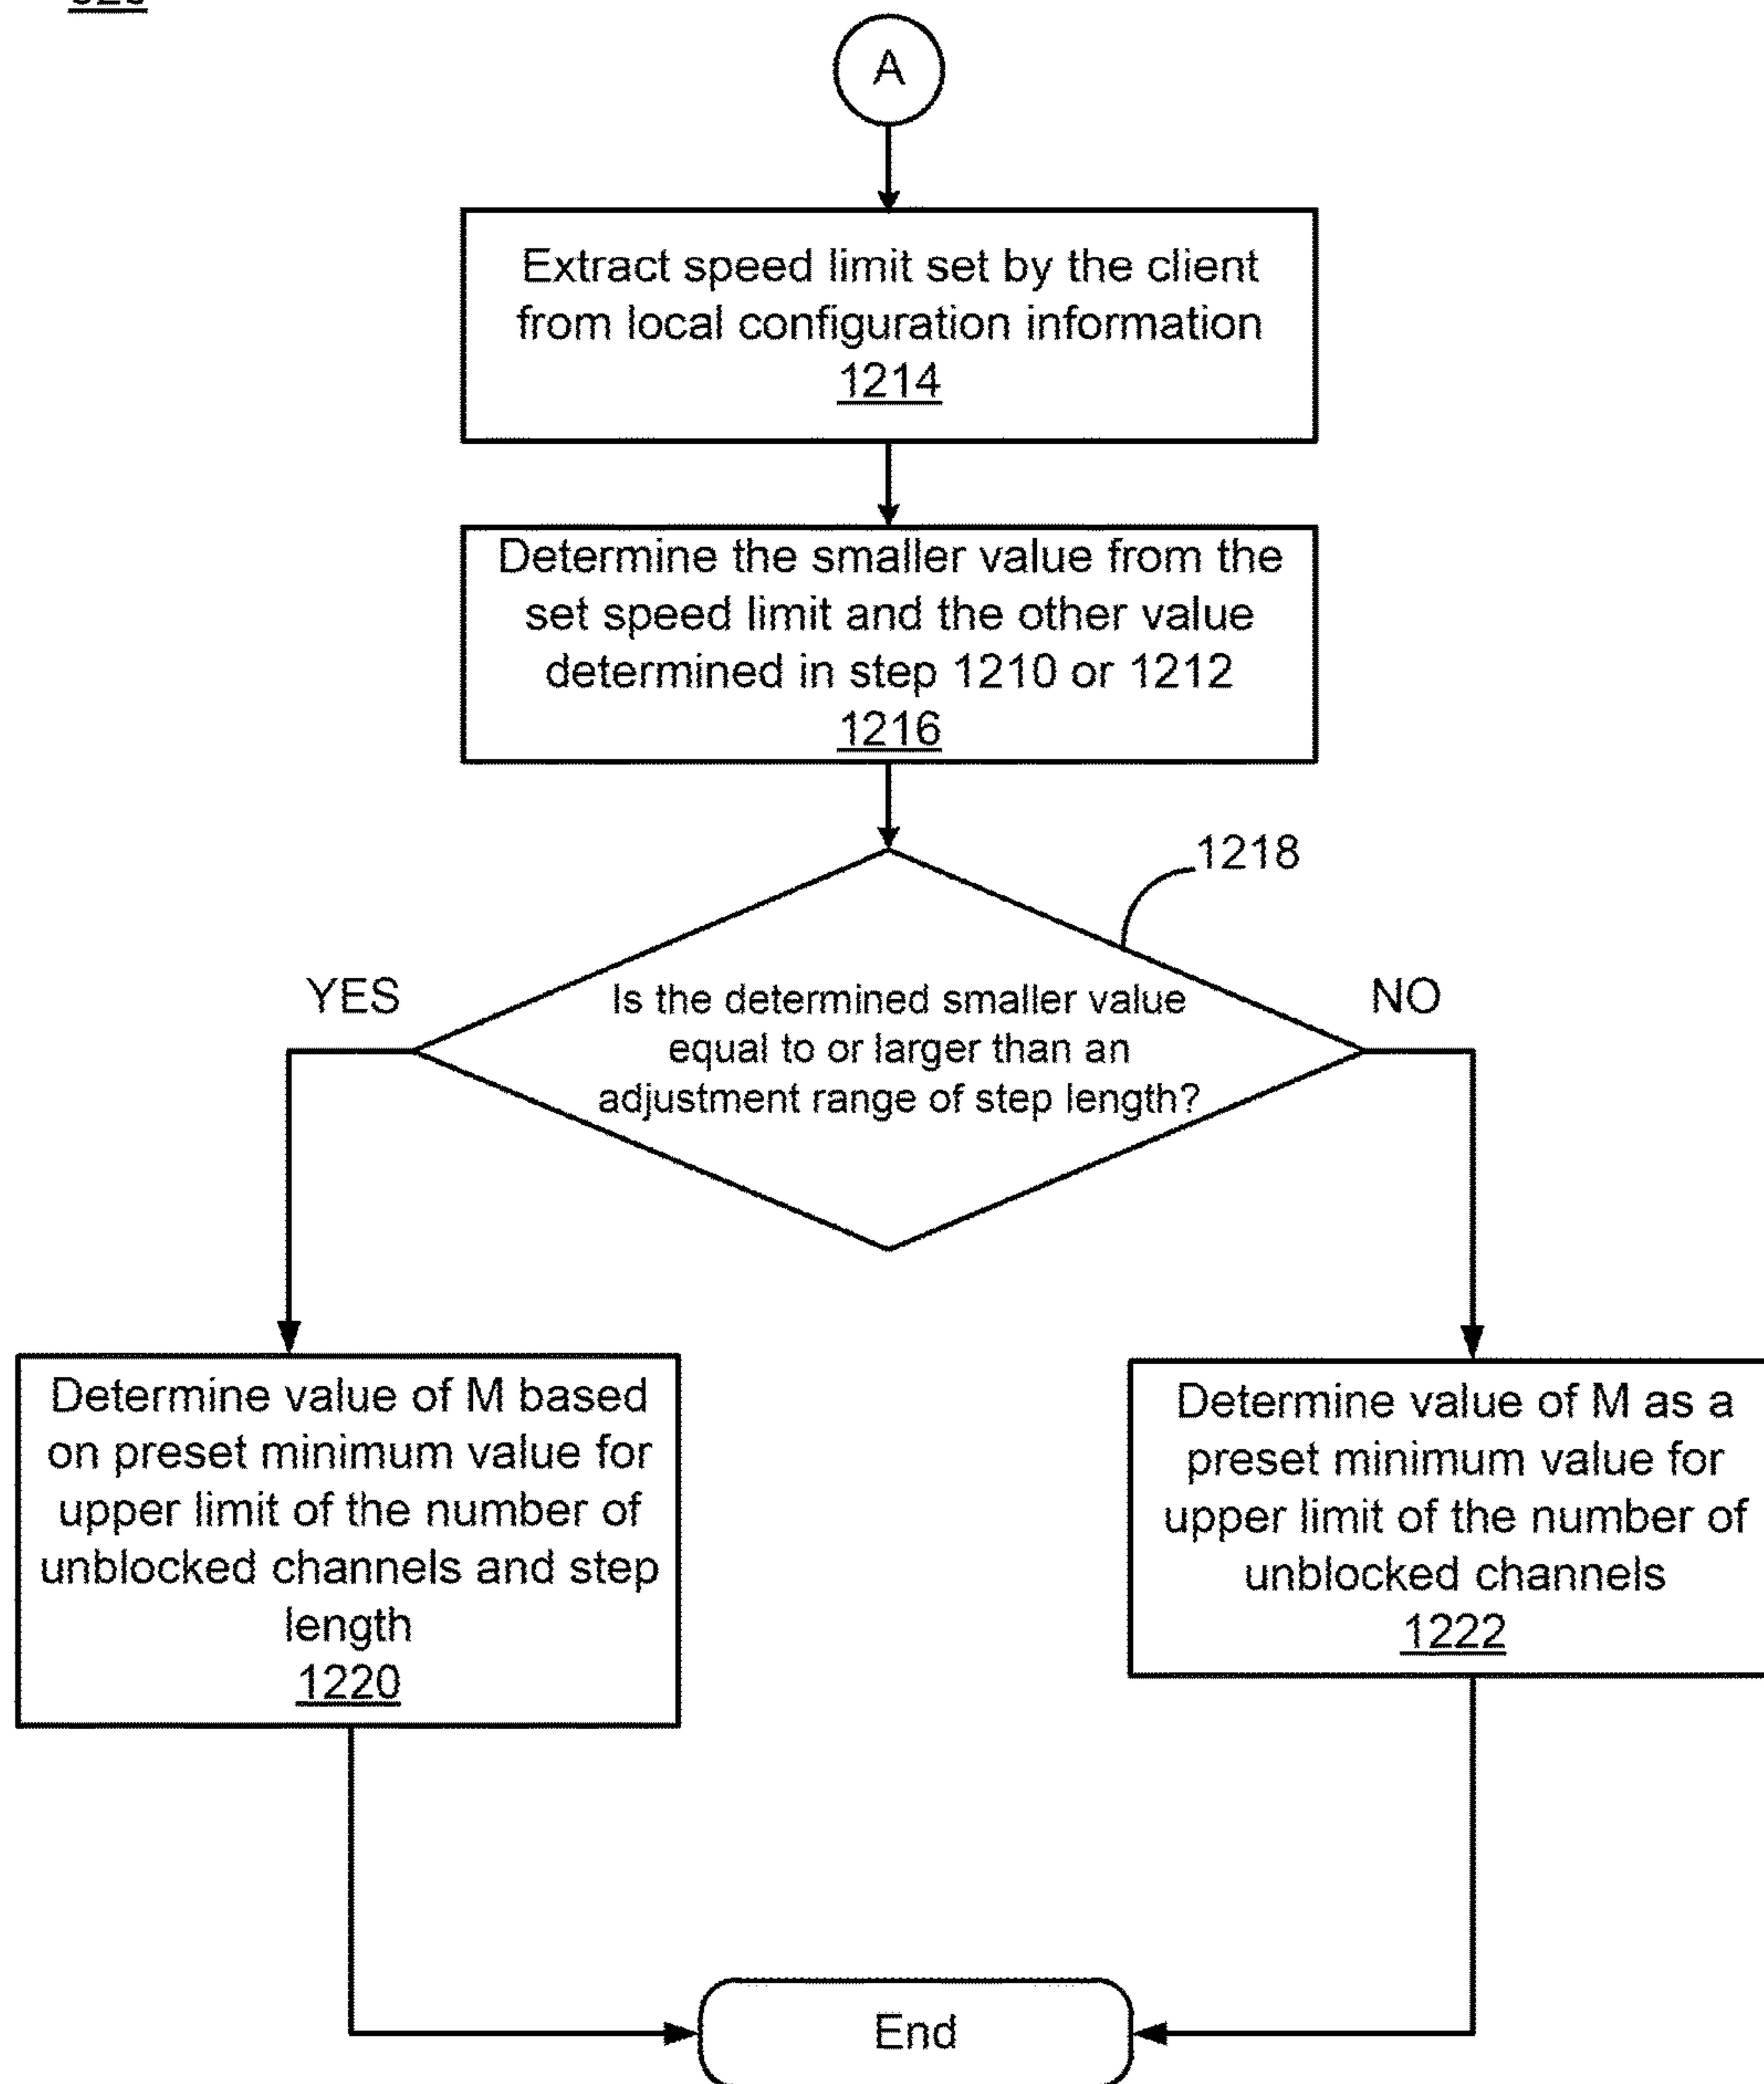 A
Extract speed limit set by the client
from local configuration information
1214
Determine the smaller value from the
set speed limit and the other value
determined in step 1210 or 1212
1216
1218
YES
Is the determined smaller value
equal to or larger than an
adjustment range of step length?
NO
Determine value of M based
on preset minimum value for
upper limit of the number of
unblocked channels and step
length
1220
Determine value of M as a
preset minimum value for
upper limit of the number of
unblocked channels
1222
End